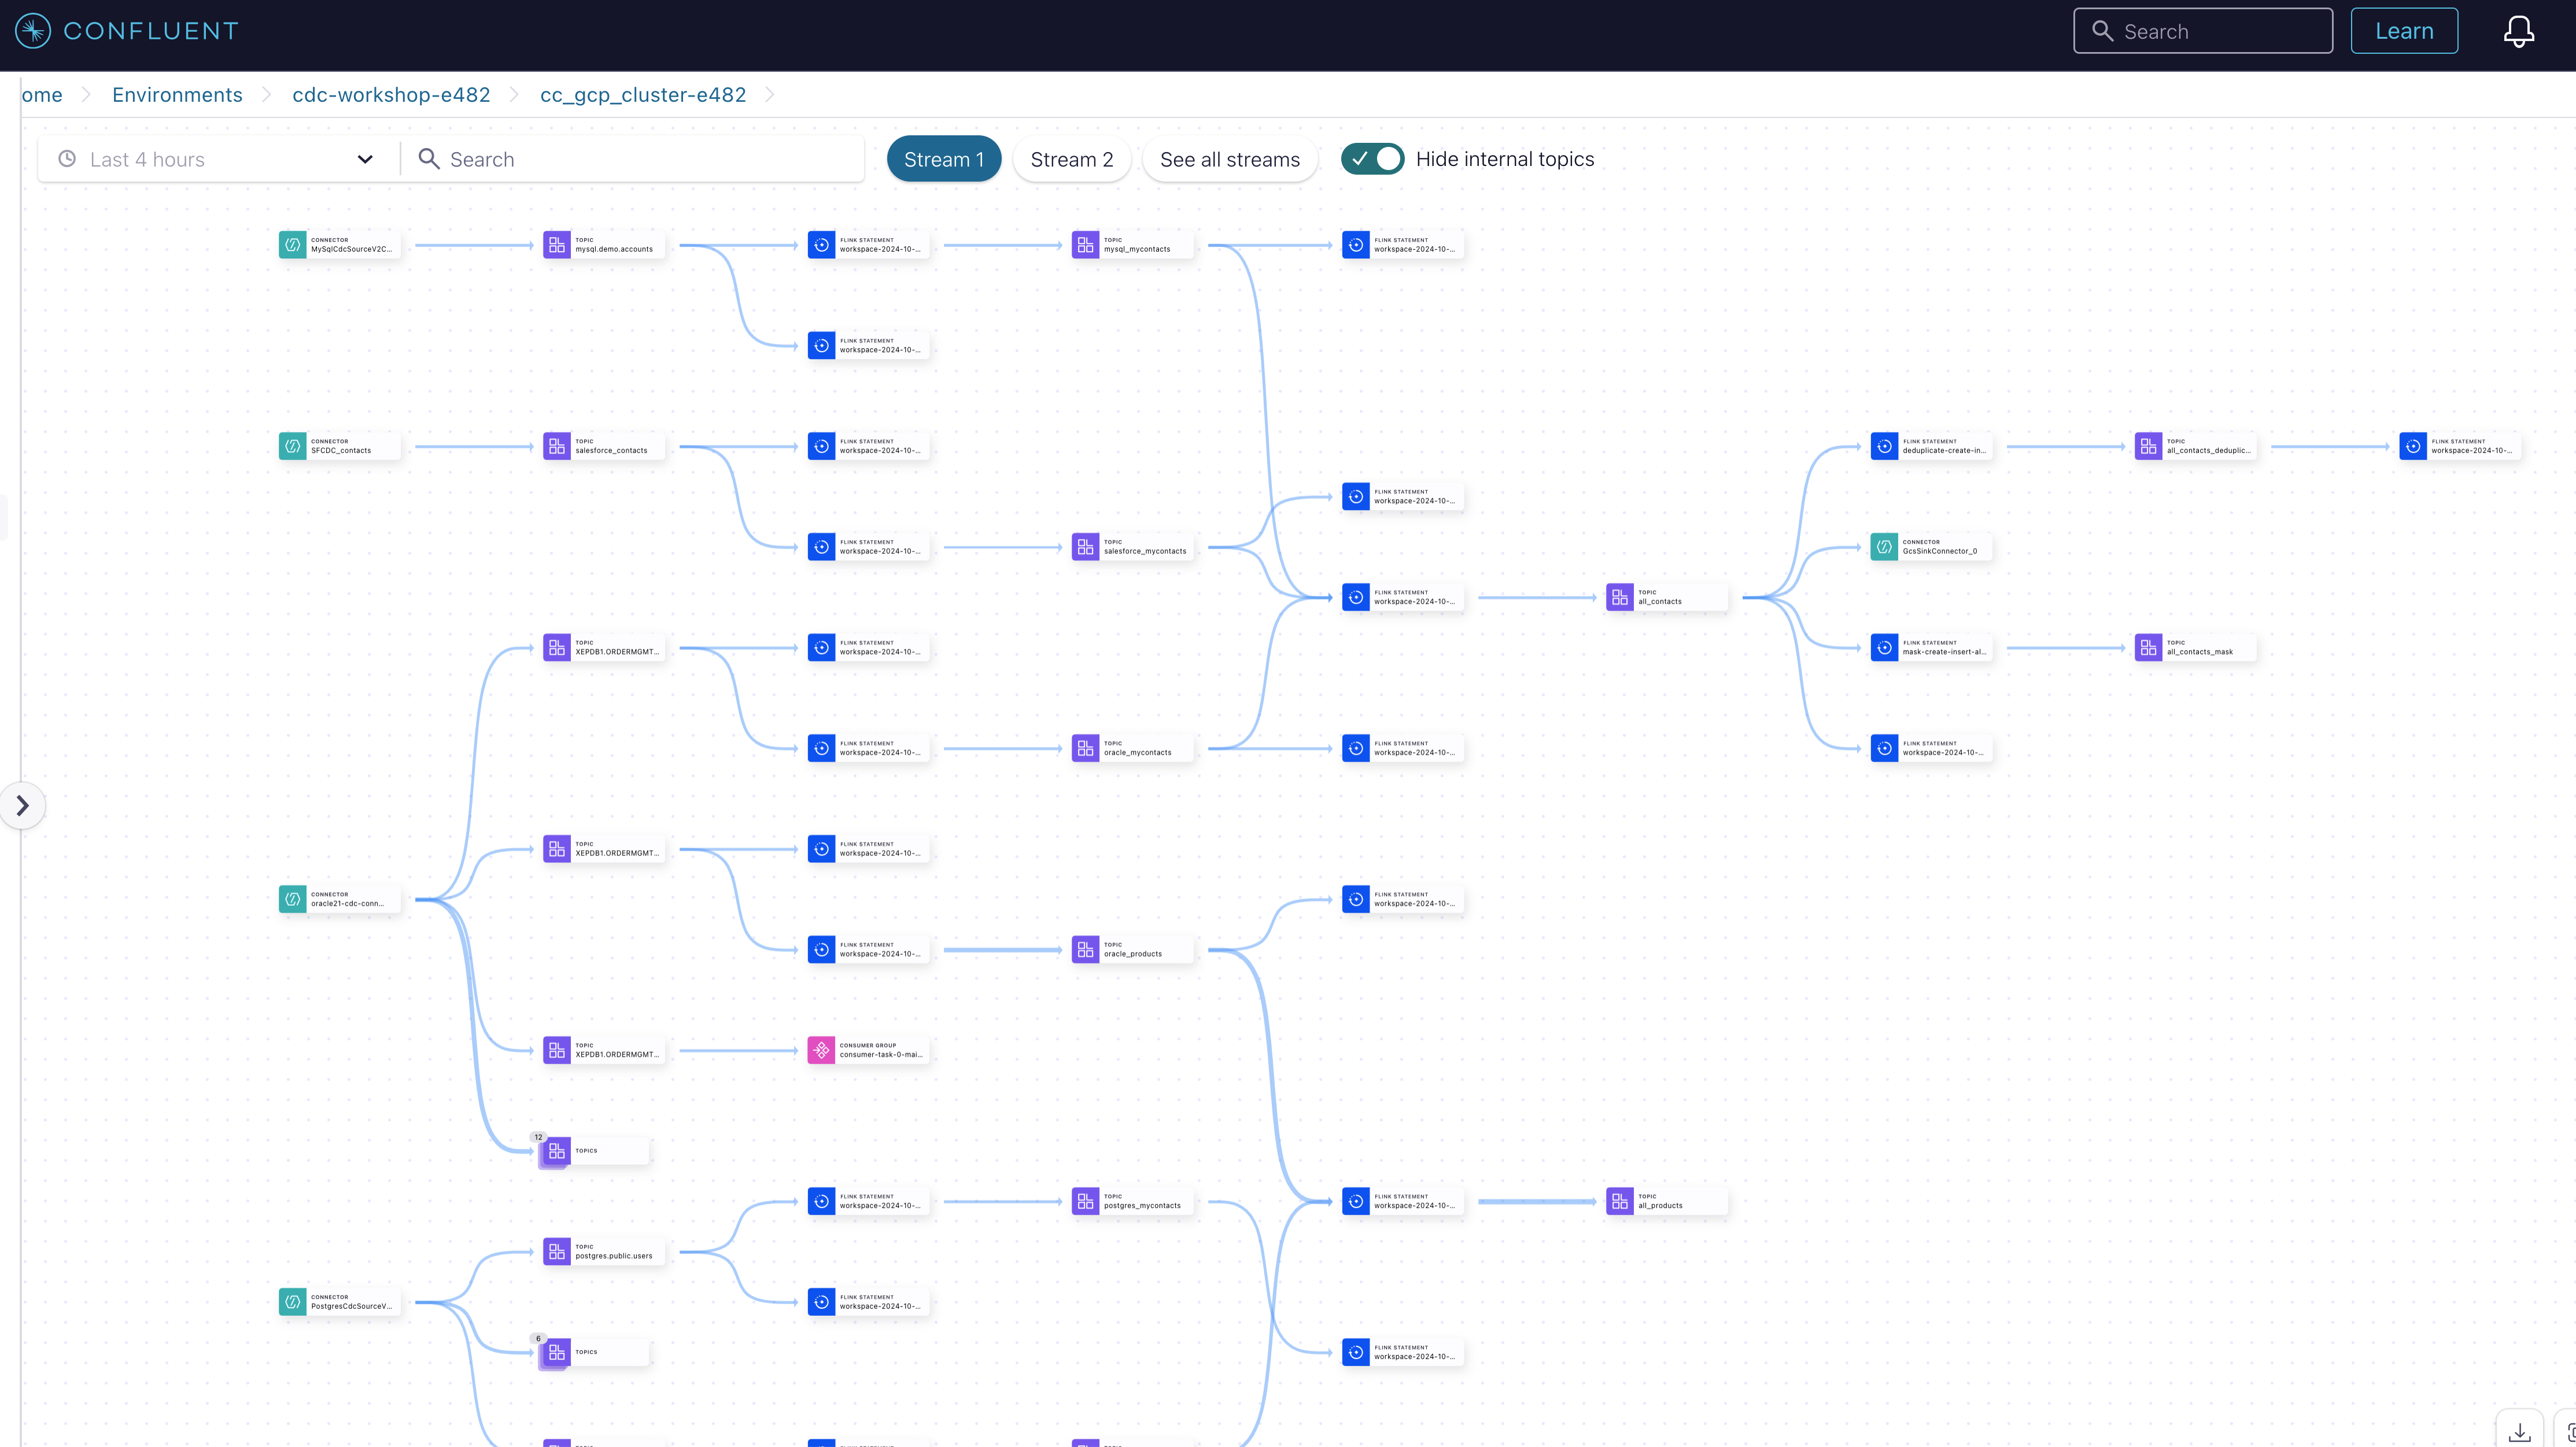 CONFLUENT
Search
Learn
ome
Environments
cdc-workshop-e482
cc_gcp_cluster-e482
Last 4 hours
Search
Stream 1
Stream 2
See all streams
Hide internal topics
CONNECTOR
MySqlCdcSourceV2C...
TOPIC
mysql.demo.accounts
FLINK STATEMENT
workspace-2024-10-...
TOPIC
mysql_mycontacts
FLINK STATEMENT
workspace-2024-10-...
FLINK STATEMENT
workspace-2024-10-...
CONNECTOR
SFCDC_contacts
TOPIC
salesforce_contacts
FLINK STATEMENT
workspace-2024-10-...
FLINK STATEMENT
deduplicate-create-in...
TOPIC
all_contacts_deduplic...
FLINK STATEMENT
workspace-2024-10-...
FLINK STATEMENT
workspace-2024-10-...
FLINK STATEMENT
workspace-2024-10-...
TOPIC
salesforce_mycontacts
CONNECTOR
GcsSinkConnector_0
FLINK STATEMENT
workspace-2024-10-...
TOPIC
all_contacts
TOPIC
XEPDB1.ORDERMGMT...
FLINK STATEMENT
workspace-2024-10-...
FLINK STATEMENT
mask-create-insert-al...
TOPIC
all_contacts_mask
FLINK STATEMENT
workspace-2024-10-...
TOPIC
oracle_mycontacts
FLINK STATEMENT
workspace-2024-10-...
FLINK STATEMENT
workspace-2024-10-...
TOPIC
XEPDB1.ORDERMGMT...
FLINK STATEMENT
workspace-2024-10-...
CONNECTOR
oracle21-cdc-conn...
FLINK STATEMENT
workspace-2024-10-...
FLINK STATEMENT
workspace-2024-10-...
TOPIC
oracle_products
TOPIC
XEPDB1.ORDERMGMT...
CONSUMER GROUP
consumer-task-0-mai...
12
TOPICS
FLINK STATEMENT
workspace-2024-10-...
TOPIC
postgres_mycontacts
FLINK STATEMENT
workspace-2024-10-...
TOPIC
all_products
TOPIC
postgres.public.users
CONNECTOR
PostgresCdcSourceV...
FLINK STATEMENT
workspace-2024-10-...
6
TOPICS
FLINK STATEMENT
workspace-2024-10-...